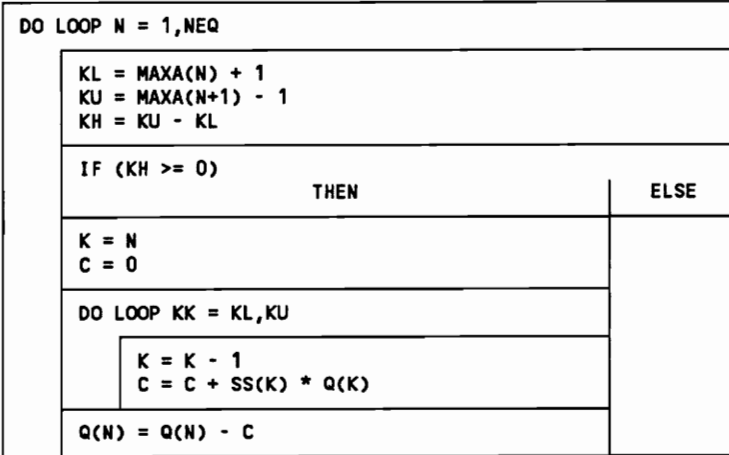 DO LOOP N = 1,NEQ
KL = MAXA(N) + 1
KU = MAXA(N+1) - 1
KH = KU - KL
IF (KH >= 0)
THEN ELSE
K = N
C = 0
DO LOOP KK = KL,KU
K = K - 1
C = C + SS(K) * Q(K)
Q(N) = Q(N) - C